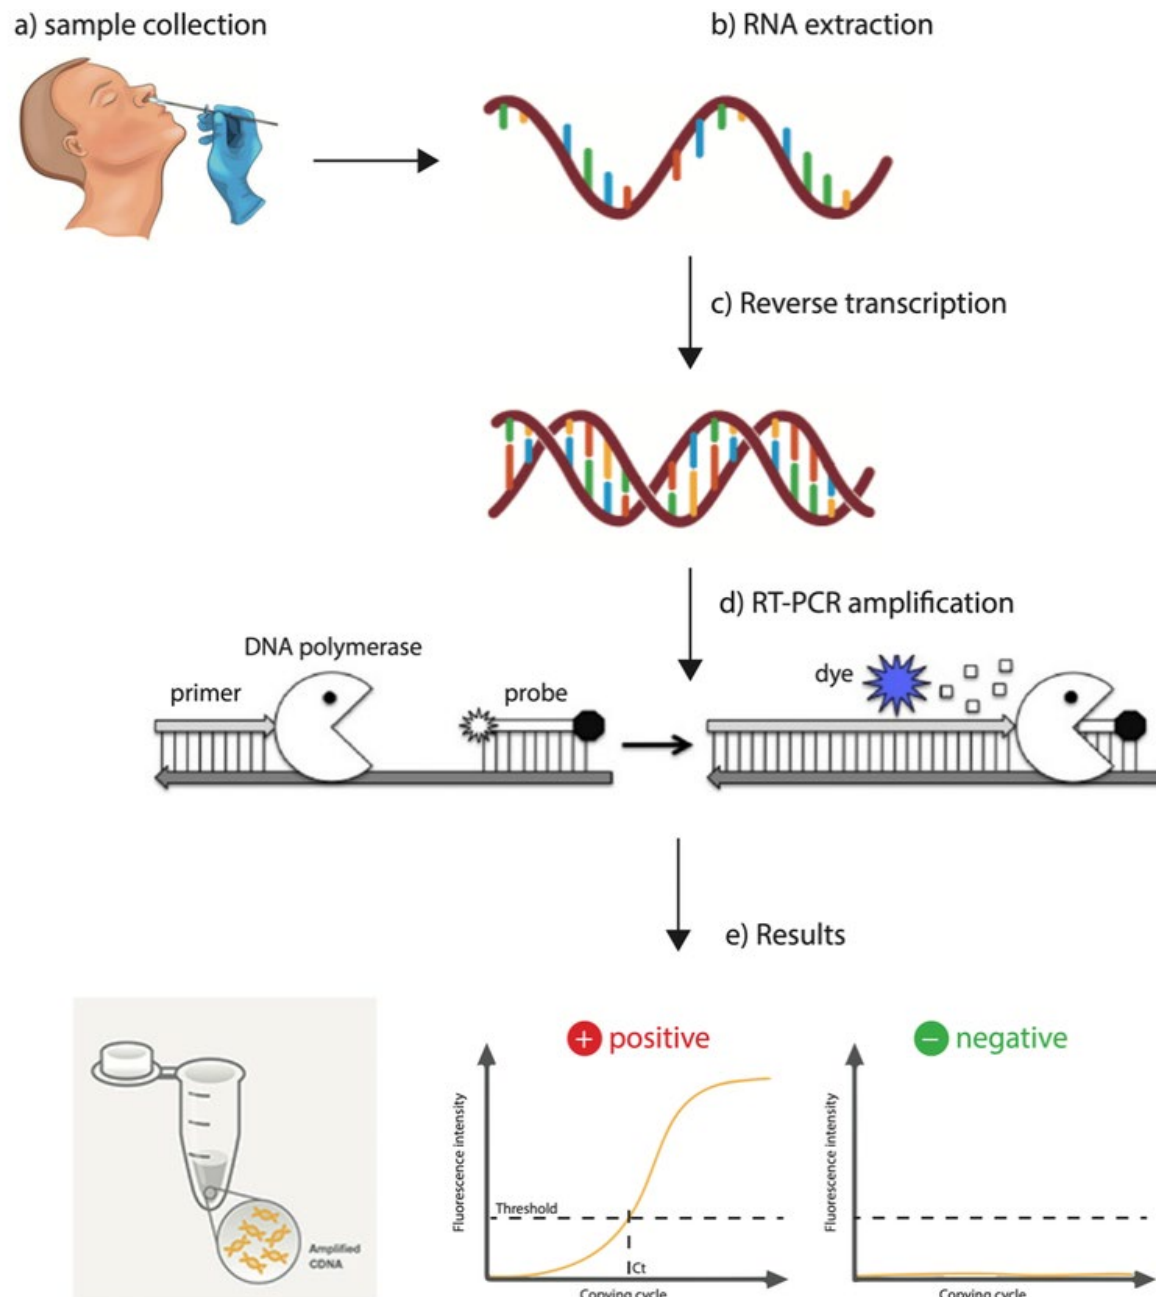 a) sample collection
b) RNA extraction
c) Reverse transcription
d) RT-PCR amplification
DNA polymerase
primer
probe
dye
e) Results
+ positive
− negative
Fluorescence intensity
Threshold
Ct
Copying cycle
Fluorescence intensity
Copying cycle
Amplified
CDNA